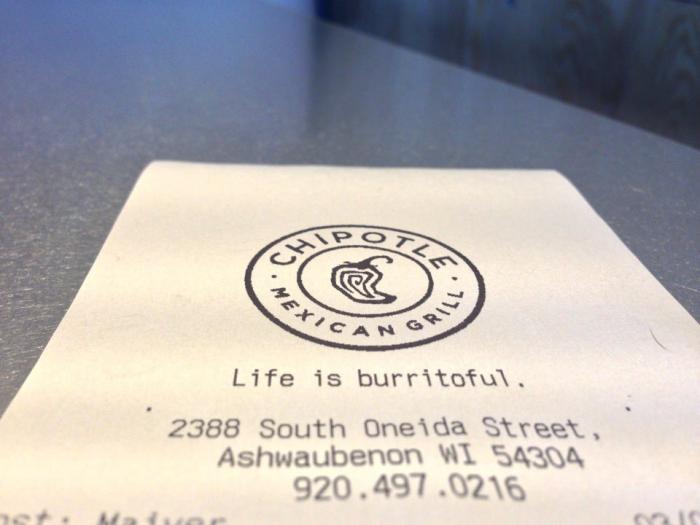 CHIPOTLE
MEXICAN GRILL
Life is burritoful.
2388 South Oneida Street,
Ashwaubenon WI 54304
920.497.0216